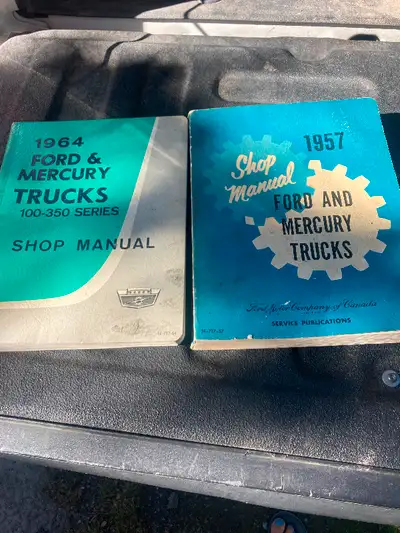 1964
FORD &
MERCURY
TRUCKS
100-350 SERIES
SHOP MANUAL
1957
Shop
Manual
FORD AND
MERCURY
TRUCKS
Ford Motor Company of Canada
SERVICE PUBLICATIONS